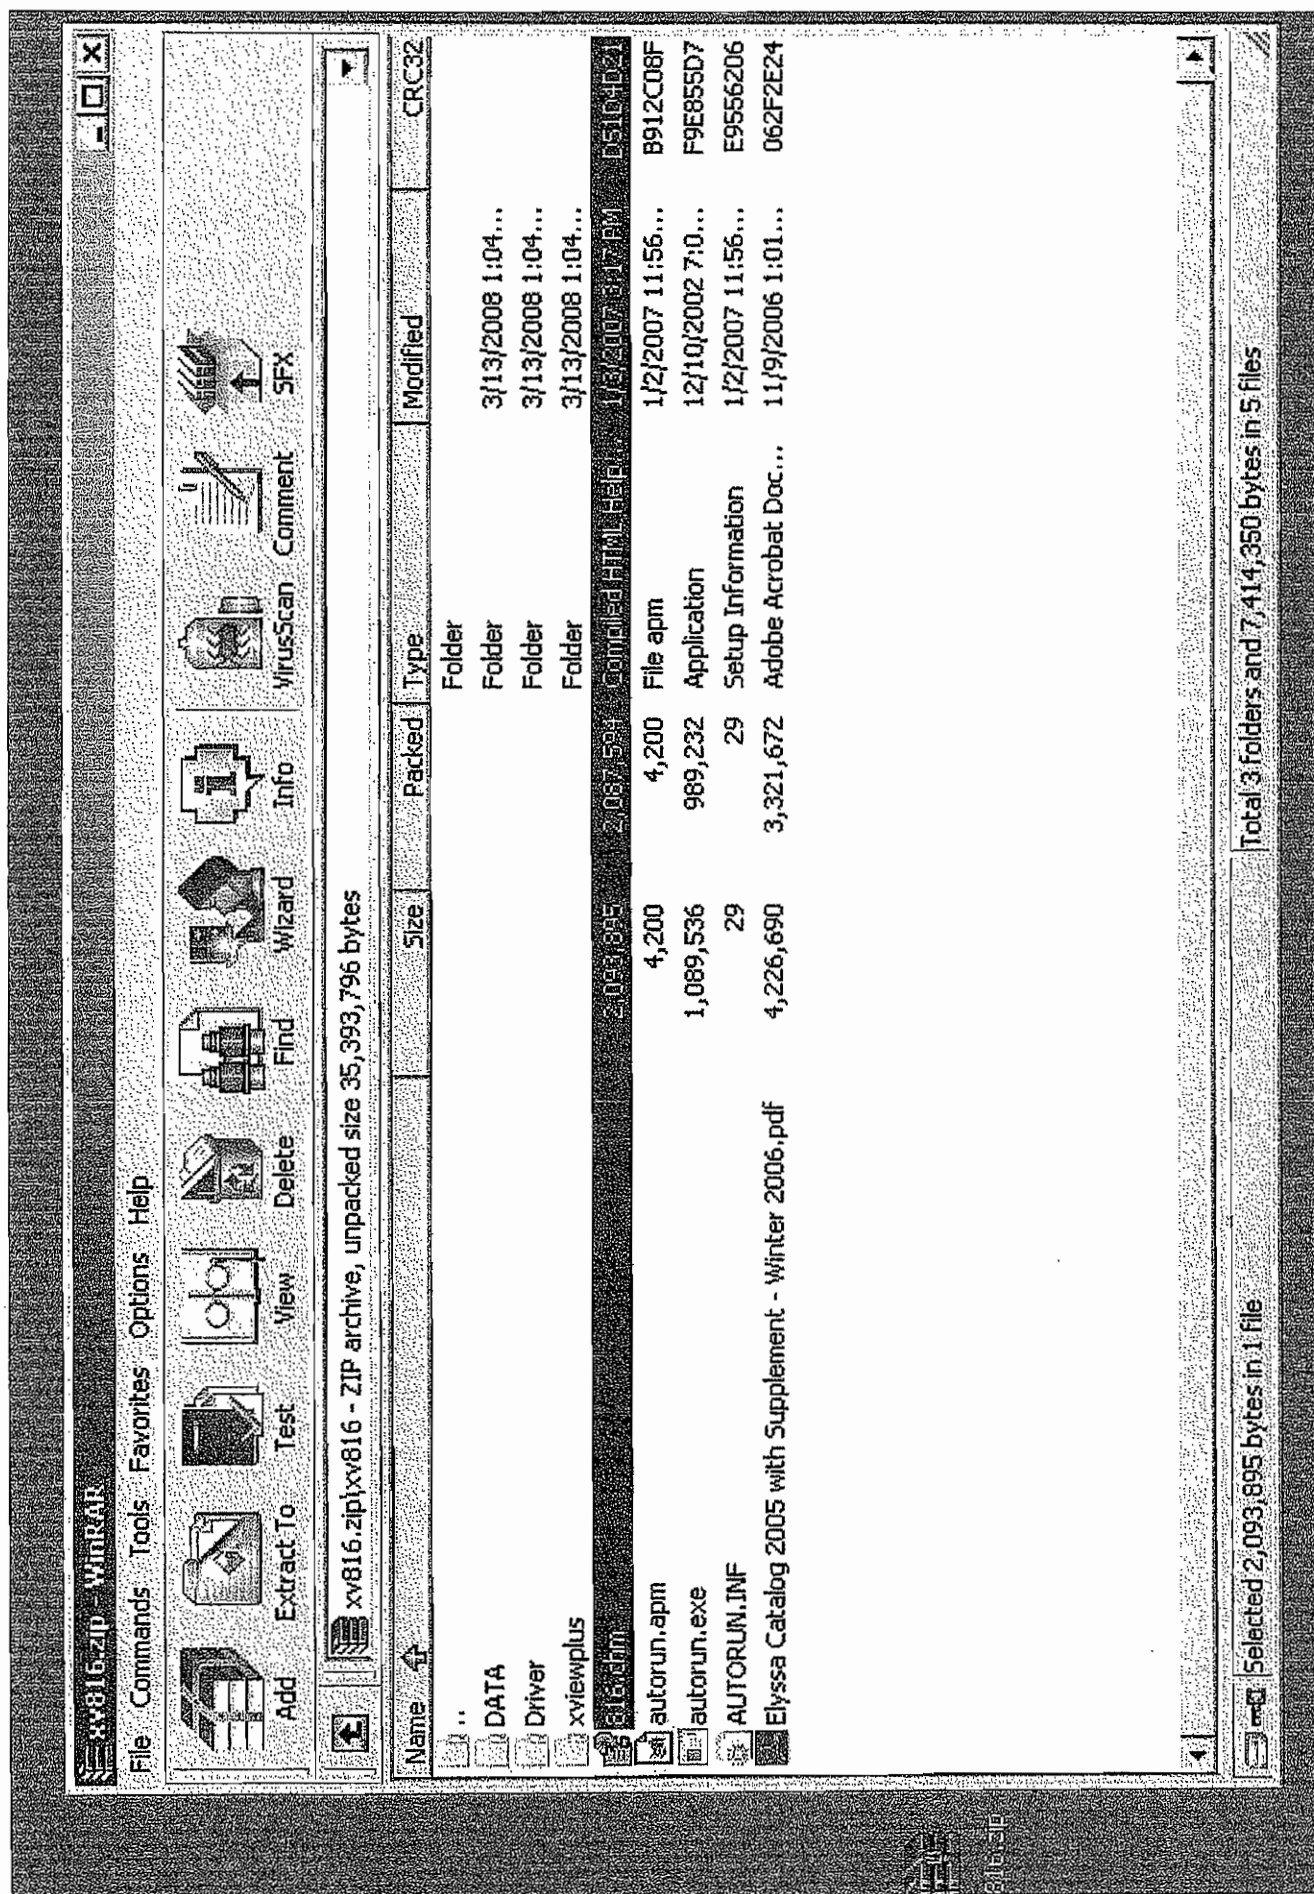 xv816.zip - WinRAR
File Commands Tools Favorites Options Help
Add Extract To Test View Delete Find Wizard Info VirusScan Comment SFX
xv816.zip\xv816 - ZIP archive, unpacked size 35,393,796 bytes
Name Size Packed Type Modified CRC32
.. Folder
DATA Folder 3/13/2008 1:04...
Driver Folder 3/13/2008 1:04...
xviewplus Folder 3/13/2008 1:04...
2,093,895 Compiled HTML Help... 1/3/2007
autorun.apm 4,200 4,200 File apm 1/2/2007 11:56... B912C08F
autorun.exe 1,089,536 989,232 Application 12/10/2002 7:0... F9E855D7
AUTORUN.INF 29 29 Setup Information 1/2/2007 11:56... E9556206
Elyssa Catalog 2005 with Supplement - Winter 2006.pdf 4,226,690 3,321,672 Adobe Acrobat Doc... 11/9/2006 1:01... 062F2E24
Selected 2,093,895 bytes in 1 file Total 3 folders and 7,414,350 bytes in 5 files
816.zip